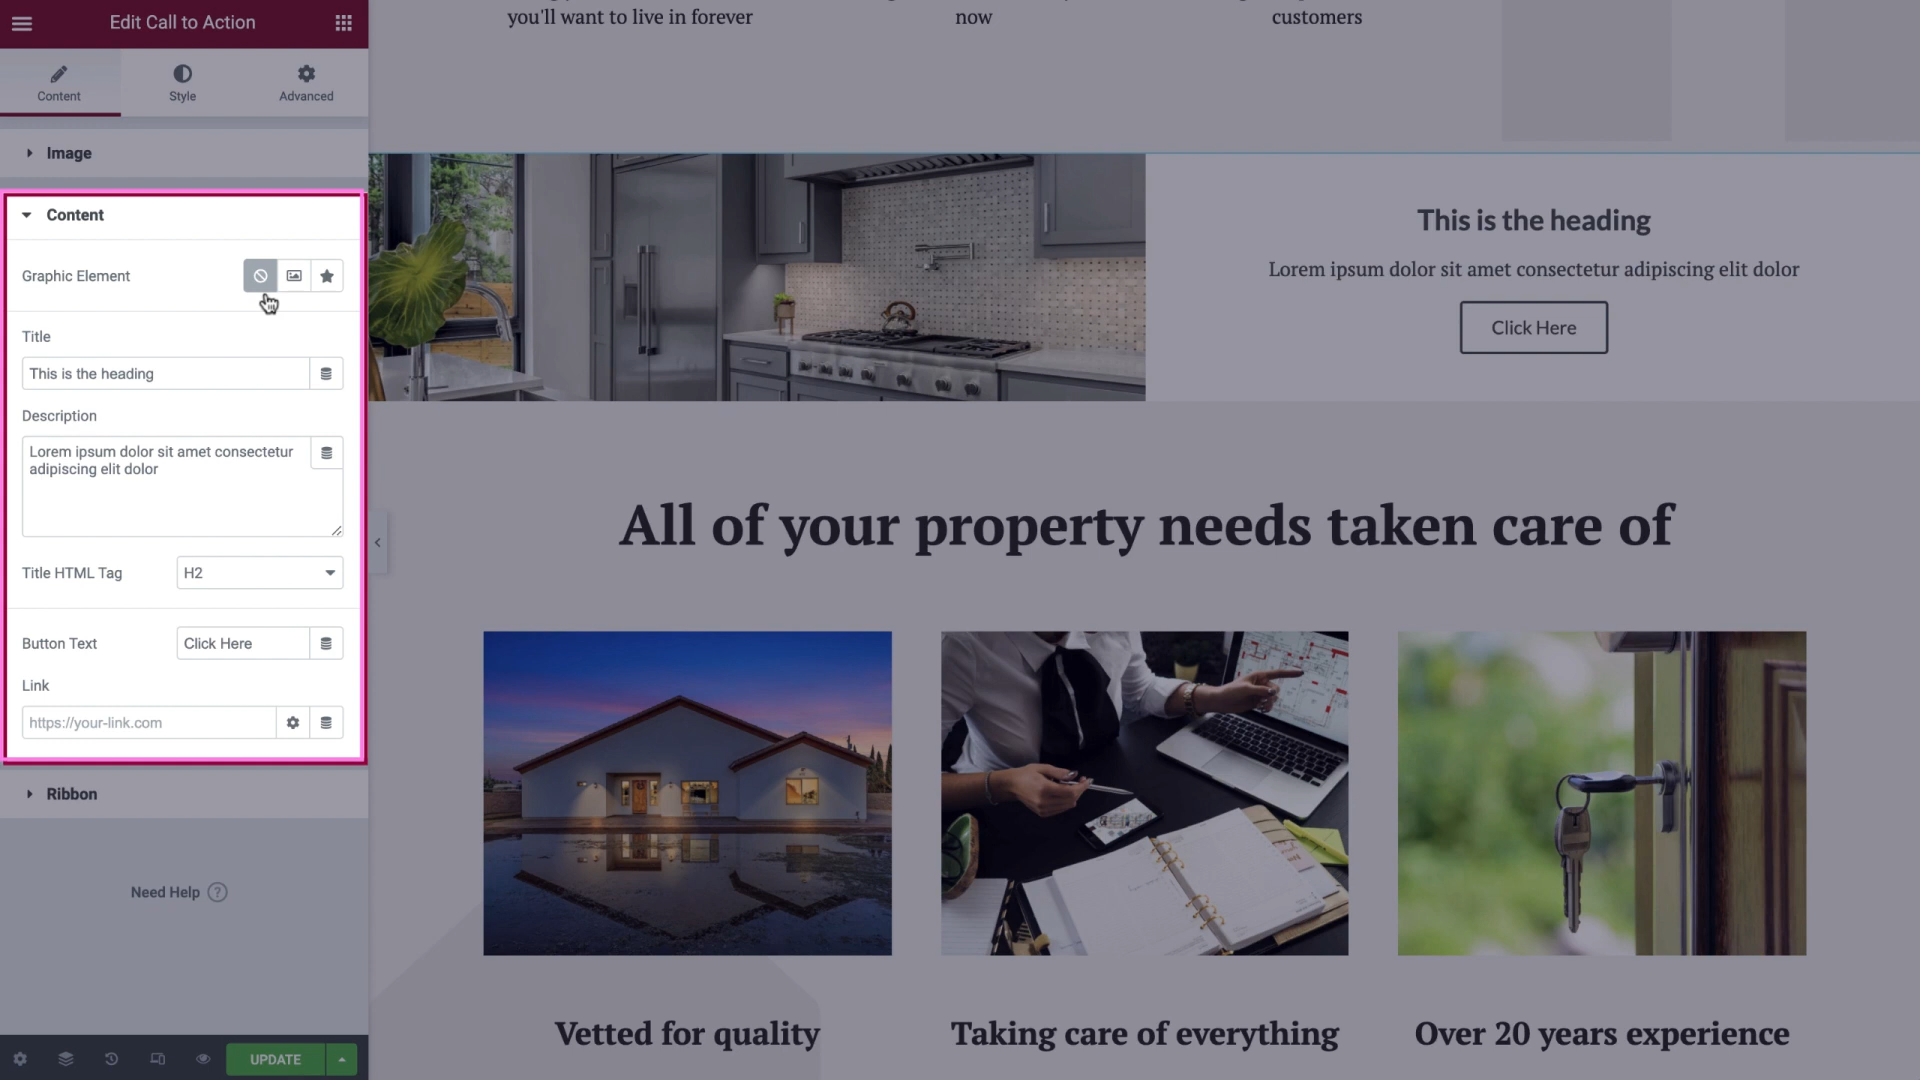 Edit Call to Action
Content
Style
Advanced
Image
Content
Graphic Element
Title
This is the heading
Description
Lorem ipsum dolor sit amet consectetur
adipiscing elit dolor
Title HTML Tag
H2
Button Text
Click Here
Link
https://your-link.com
Ribbon
Need Help ?
UPDATE
you'll want to live in forever
now
customers
This is the heading
Lorem ipsum dolor sit amet consectetur adipiscing elit dolor
Click Here
All of your property needs taken care of
Vetted for quality
Taking care of everything
Over 20 years experience